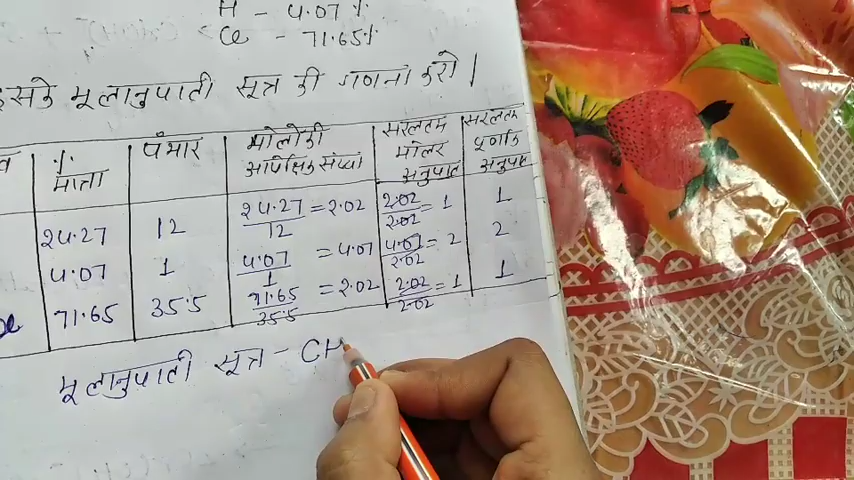 H - 4.07 %
Cl - 71.65%
इसके मूलानुपाती सूत्र की गणना करो |
% मात्रा पभार मोलों की आपेक्षिक संख्या सरलतम मोलर अनुपात सरलतम पूर्णांक अनुपात
24.27 12 24.27/12 = 2.02 2.02/2.02 = 1 1
4.07 1 4.07/1 = 4.07 4.07/2.02 = 2 2
71.65 35.5 71.65/35.5 = 2.02 2.02/2.02 = 1 1
मूलानुपाती सूत्र - CH